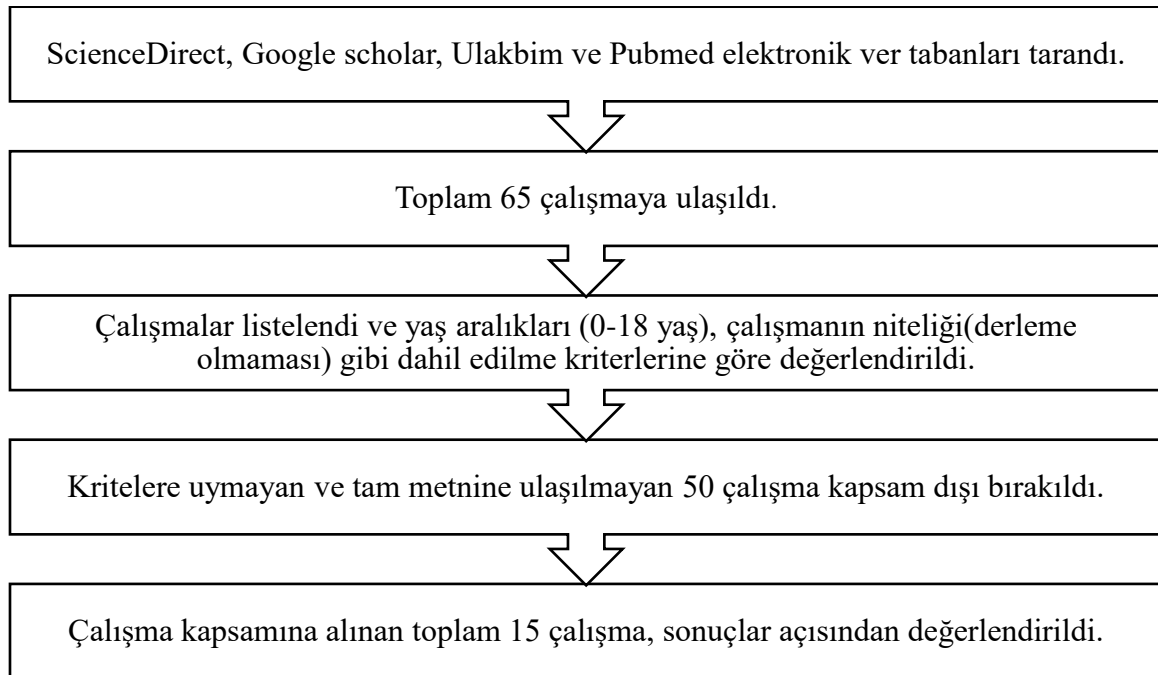 ScienceDirect, Google scholar, Ulakbim ve Pubmed elektronik ver tabanları tarandı.
Toplam 65 çalışmaya ulaşıldı.
Çalışmalar listelendi ve yaş aralıkları (0-18 yaş), çalışmanın niteliği(derleme
olmaması) gibi dahil edilme kriterlerine göre değerlendirildi.
Kritelere uymayan ve tam metnine ulaşılmayan 50 çalışma kapsam dışı bırakıldı.
Çalışma kapsamına alınan toplam 15 çalışma, sonuçlar açısından değerlendirildi.